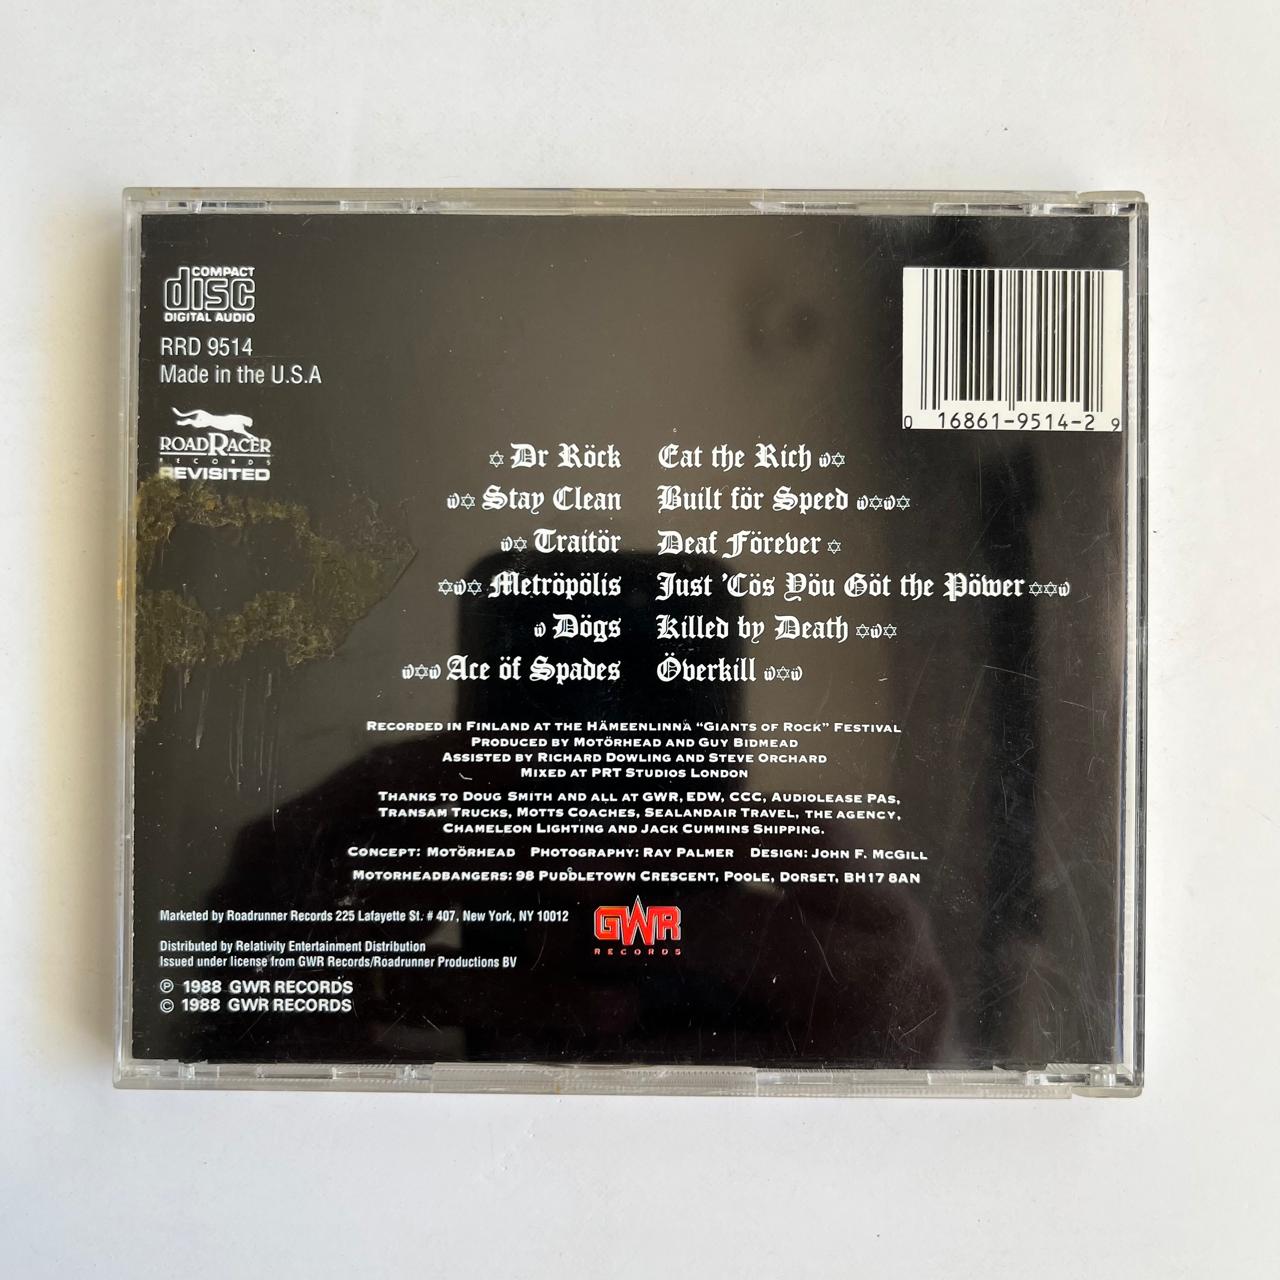 COMPACT
disc
DIGITAL AUDIO
RRD 9514
Made in the U.S.A
ROADRACER
RECORDS
REVISITED
0 16861-9514-2 9
✡ Dr Röck
ẅ✡ Stay Clean
ẅ✡ Traitör
✡ẅ✡ Metröpölis
ẅ Dögs
ẅ✡ẅ Ace öf Spades
Eat the Rich ẅ✡
Built för Speed ẅ✡ẅ✡
Deaf Förever ✡
Just 'Cös Yöu Göt the Pöwer ✡✡ẅ
Killed by Death ✡ẅ✡
Överkill ẅ✡ẅ
RECORDED IN FINLAND AT THE HÄMEENLINNA "GIANTS OF ROCK" FESTIVAL
PRODUCED BY MOTÖRHEAD AND GUY BIDMEAD
ASSISTED BY RICHARD DOWLING AND STEVE ORCHARD
MIXED AT PRT STUDIOS LONDON
THANKS TO DOUG SMITH AND ALL AT GWR, EDW, CCC, AUDIOLEASE PAS,
TRANSAM TRUCKS, MOTTS COACHES, SEALANDAIR TRAVEL, THE AGENCY,
CHAMELEON LIGHTING AND JACK CUMMINS SHIPPING.
CONCEPT: MOTÖRHEAD PHOTOGRAPHY: RAY PALMER DESIGN: JOHN F. MCGILL
MOTORHEADBANGERS: 98 PUDDLETOWN CRESCENT, POOLE, DORSET, BH17 8AN
Marketed by Roadrunner Records 225 Lafayette St. # 407, New York, NY 10012
GWR
RECORDS
Distributed by Relativity Entertainment Distribution
Issued under license from GWR Records/Roadrunner Productions BV
℗ 1988 GWR RECORDS
© 1988 GWR RECORDS